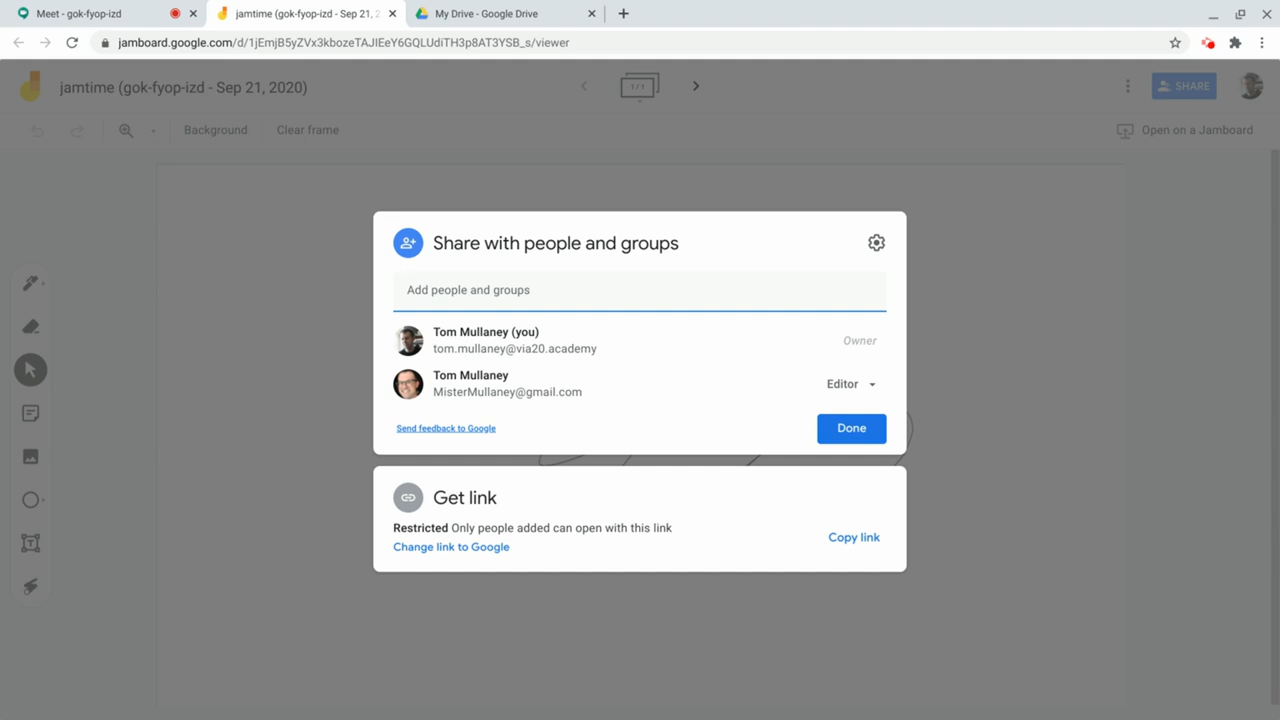 Meet - gok-fyop-izd
jamtime (gok-fyop-izd - Sep 21, 2
My Drive - Google Drive
jamboard.google.com/d/1jEmjB5yZVx3kbozeTAJIEeY6GQLUdiTH3p8AT3YSB_s/viewer
jamtime (gok-fyop-izd - Sep 21, 2020)
1 / 1
SHARE
Background
Clear frame
Open on a Jamboard
Share with people and groups
Add people and groups
Tom Mullaney (you)
tom.mullaney@via20.academy
Owner
Tom Mullaney
MisterMullaney@gmail.com
Editor
Send feedback to Google
Done
Get link
Restricted Only people added can open with this link
Change link to Google
Copy link